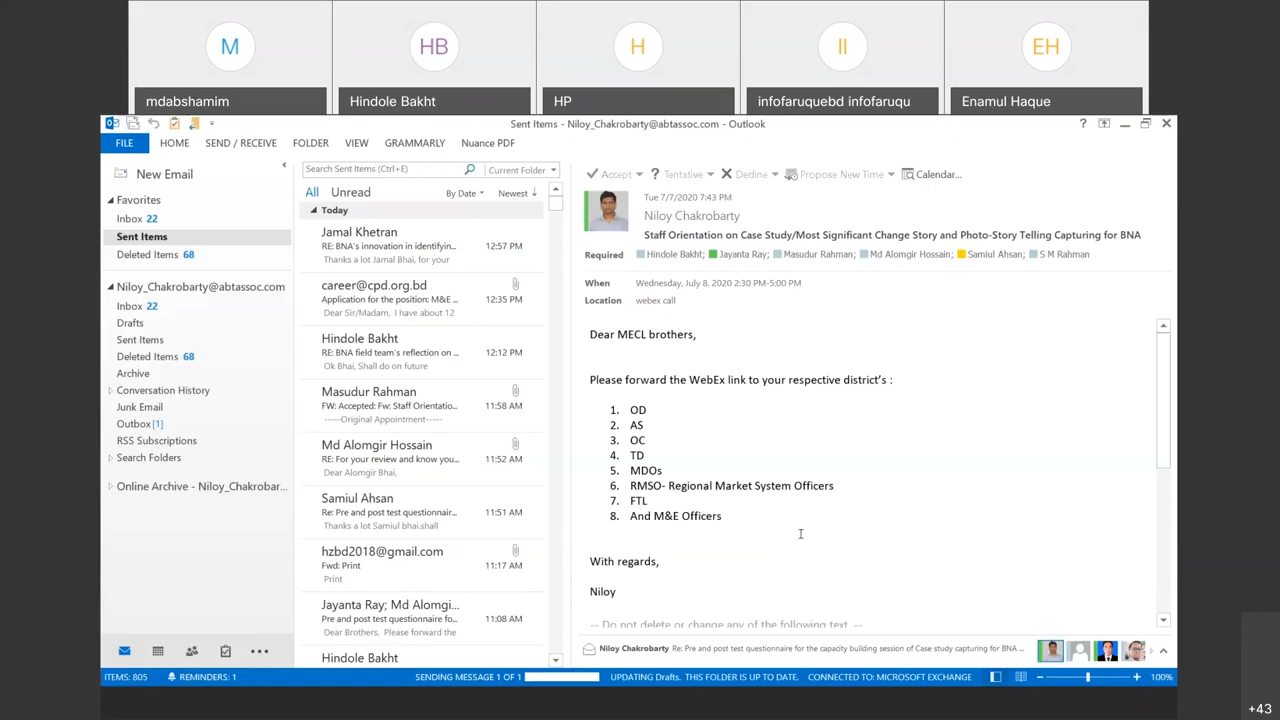 M
HB
H
II
EH
mdabshamim
Hindole Bakht
HP
infofaruquebd infofaruqu
Enamul Haque
Sent Items - Niloy_Chakrobarty@abtassoc.com - Outlook
FILE
HOME
SEND / RECEIVE
FOLDER
VIEW
GRAMMARLY
Nuance PDF
New Email
Favorites
Inbox 22
Sent Items
Deleted Items 68
Niloy_Chakrobarty@abtassoc.com
Inbox 22
Drafts
Sent Items
Deleted Items 68
Archive
Conversation History
Junk Email
Outbox [1]
RSS Subscriptions
Search Folders
Online Archive - Niloy_Chakrobar...
Search Sent Items (Ctrl+E)
Current Folder
All Unread
By Date Newest
Today
Jamal Khetran
RE: BNA's innovation in identifyin... 12:57 PM
Thanks a lot Jamal Bhai, for your
career@cpd.org.bd
Application for the position: M&E ... 12:35 PM
Dear Sir/Madam, I have about 12
Hindole Bakht
RE: BNA field team's reflection on ... 12:12 PM
Ok Bhai, Shall do on future
Masudur Rahman
FW: Accepted: Fw: Staff Orientatio... 11:58 AM
-----Original Appointment-----
Md Alomgir Hossain
RE: For your review and know you... 11:52 AM
Dear Alomgir Bhai,
Samiul Ahsan
Re: Pre and post test questionnair... 11:51 AM
Thanks a lot Samiul bhai.shall
hzbd2018@gmail.com
Fwd: Print 11:17 AM
Print
Jayanta Ray; Md Alomgi...
Pre and post test questionnaire fo... 11:08 AM
Dear Brothers, Please forward the
Hindole Bakht
Accept
Tentative
Decline
Propose New Time
Calendar...
Tue 7/7/2020 7:43 PM
Niloy Chakrobarty
Staff Orientation on Case Study/Most Significant Change Story and Photo-Story Telling Capturing for BNA
Required Hindole Bakht; Jayanta Ray; Masudur Rahman; Md Alomgir Hossain; Samiul Ahsan; S M Rahman
When Wednesday, July 8, 2020 2:30 PM-5:00 PM
Location webex call
Dear MECL brothers,
Please forward the WebEx link to your respective district's :
1. OD
2. AS
3. OC
4. TD
5. MDOs
6. RMSO- Regional Market System Officers
7. FTL
8. And M&E Officers
With regards,
Niloy
-- Do not delete or change any of the following text. --
Niloy Chakrobarty Re: Pre and post test questionnaire for the capacity building session of Case study capturing for BNA ...
ITEMS: 805
REMINDERS: 1
SENDING MESSAGE 1 OF 1
UPDATING Drafts. THIS FOLDER IS UP TO DATE.
CONNECTED TO: MICROSOFT EXCHANGE
100%
+43